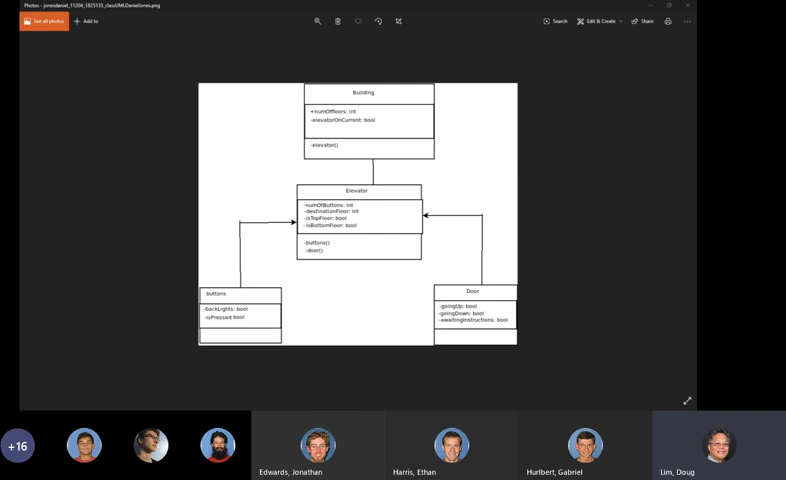 Photos - jonesdaniel_11204_1825135_classUMLDanielJones.png
See all photos
Add to
Search
Edit & Create
Share
Building
+numOffloors: int
-elevatorOnCurrent: bool
-elevator()
Elevator
-numOfButtons: int
-destinationFloor: int
-isTopFloor: bool
-isBottomFloor: bool
-buttons()
-door()
buttons
-backLights: bool
-isPressed: bool
Door
-goingUp: bool
-goingDown: bool
-awaitingInstructions: bool
+16
Edwards, Jonathan
Harris, Ethan
Hurlbert, Gabriel
Lim, Doug